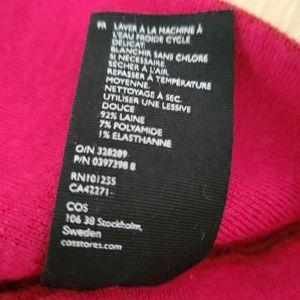 FR LAVER À LA MACHINE À
L'EAU FROIDE CYCLE
DÉLICAT.
BLANCHIR SANS CHLORE
SI NÉCESSAIRE.
SÉCHER À L'AIR.
REPASSER À TEMPÉRATURE
MOYENNE.
NETTOYAGE À SEC.
UTILISER UNE LESSIVE
DOUCE
92% LAINE
7% POLYAMIDE
1% ELASTHANNE
O/N 328289
P/N 0397398 8
RN101255
CA42271
COS
106 38 Stockholm,
Sweden
cosstores.com